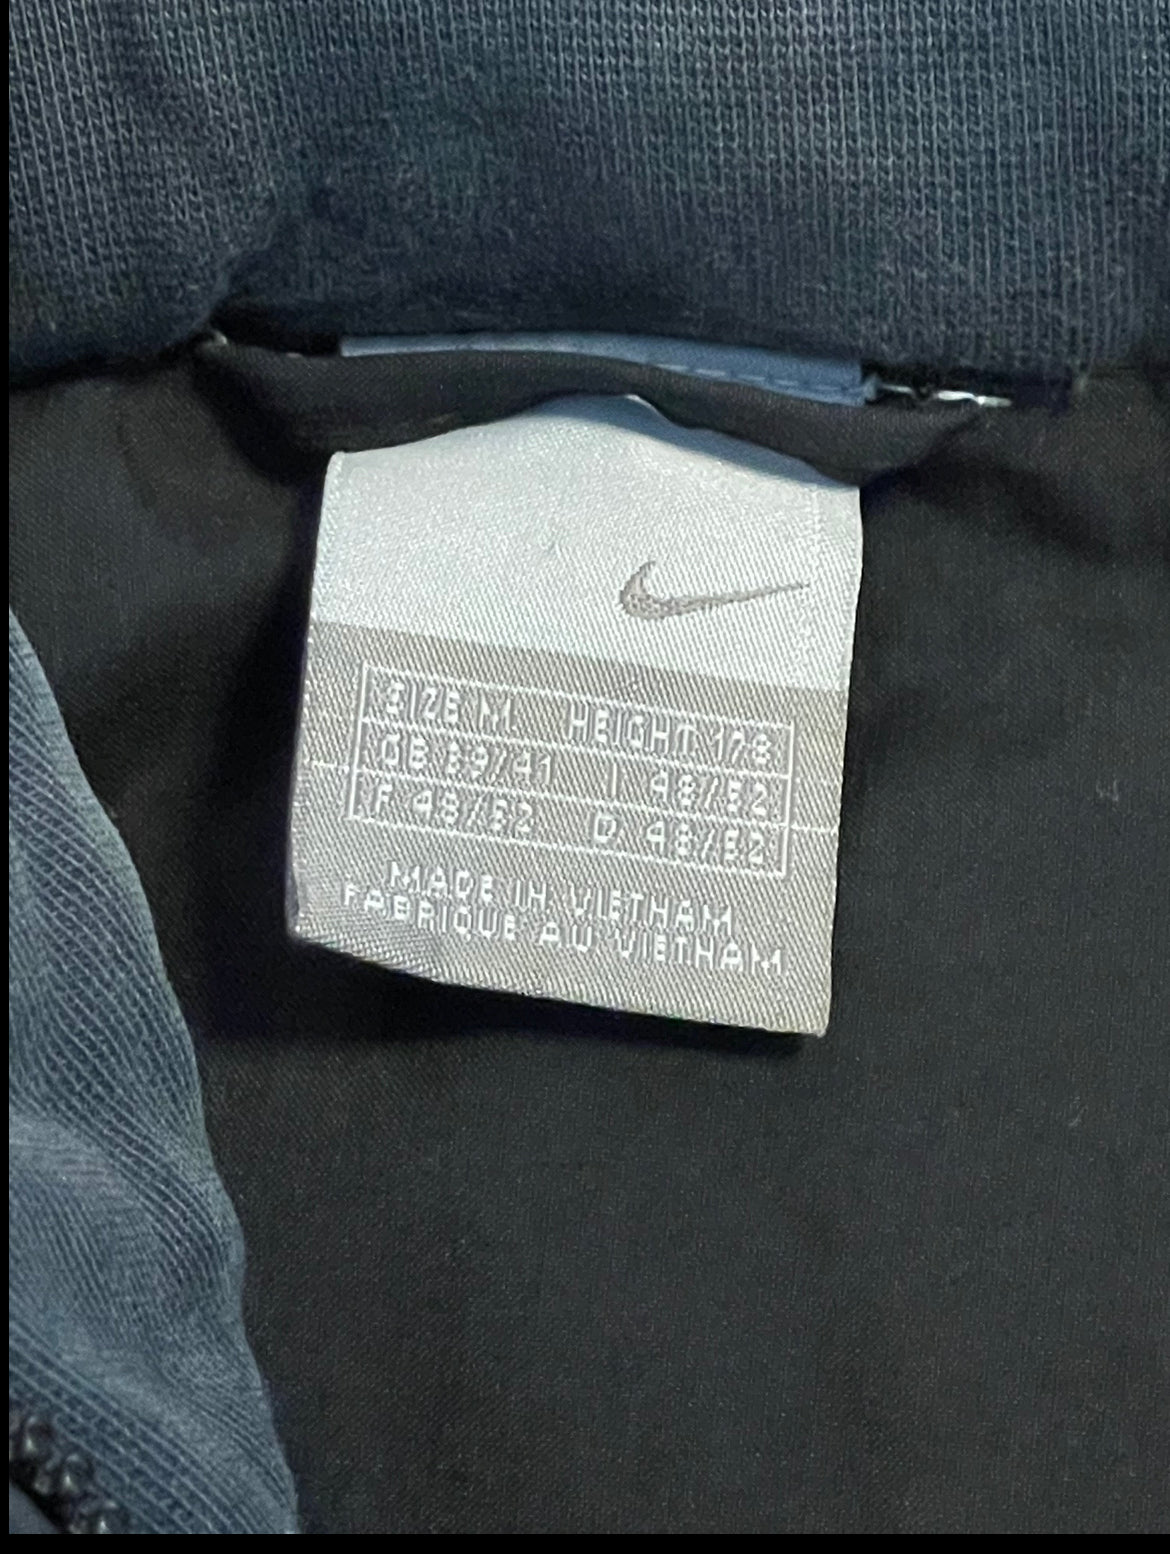 SIZE M HEIGHT 178
GB 39/41 I 48/52
F 48/52 D 48/52
MADE IN VIETNAM
FABRIQUE AU VIETNAM